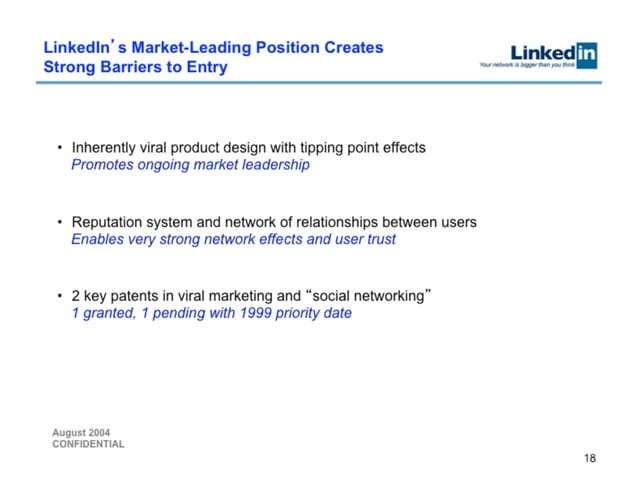 LinkedIn's Market-Leading Position Creates
Strong Barriers to Entry
Linkedin
Your network is bigger than you think
• Inherently viral product design with tipping point effects
Promotes ongoing market leadership
• Reputation system and network of relationships between users
Enables very strong network effects and user trust
• 2 key patents in viral marketing and “social networking”
1 granted, 1 pending with 1999 priority date
August 2004
CONFIDENTIAL
18